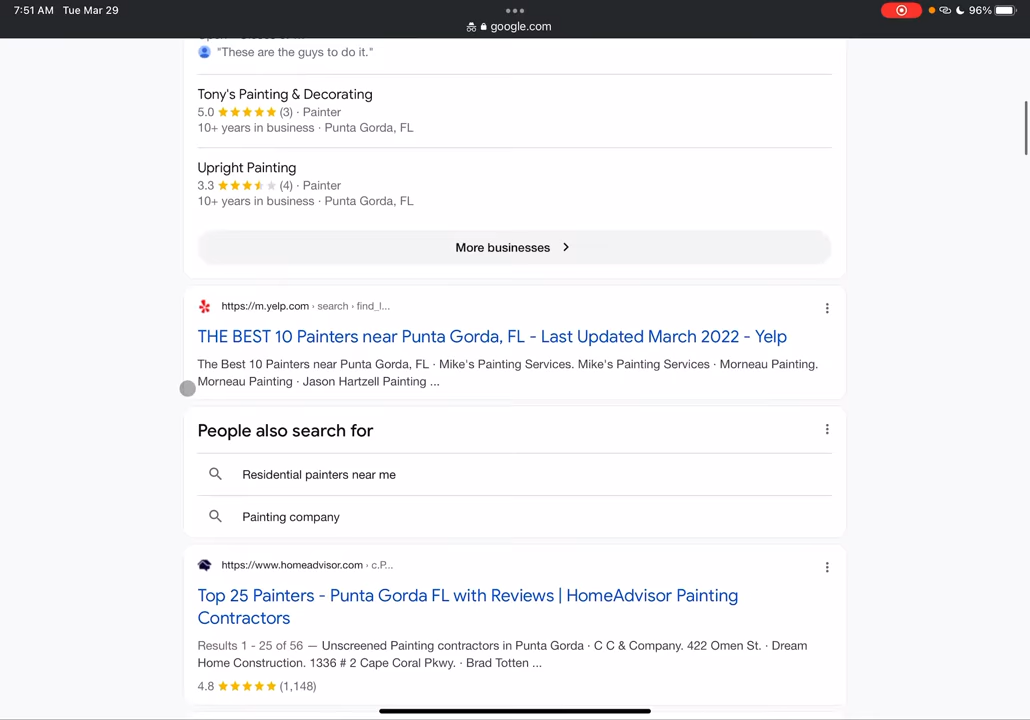 7:51 AM Tue Mar 29
96%
google.com
"These are the guys to do it."
Tony's Painting & Decorating
5.0 (3) · Painter
10+ years in business · Punta Gorda, FL
Upright Painting
3.3 (4) · Painter
10+ years in business · Punta Gorda, FL
More businesses
https://m.yelp.com › search › find_l...
THE BEST 10 Painters near Punta Gorda, FL - Last Updated March 2022 - Yelp
The Best 10 Painters near Punta Gorda, FL · Mike's Painting Services. Mike's Painting Services · Morneau Painting.
Morneau Painting · Jason Hartzell Painting ...
People also search for
Residential painters near me
Painting company
https://www.homeadvisor.com › c.P...
Top 25 Painters - Punta Gorda FL with Reviews | HomeAdvisor Painting
Contractors
Results 1 - 25 of 56 — Unscreened Painting contractors in Punta Gorda · C C & Company. 422 Omen St. · Dream
Home Construction. 1336 # 2 Cape Coral Pkwy. · Brad Totten ...
4.8 (1,148)